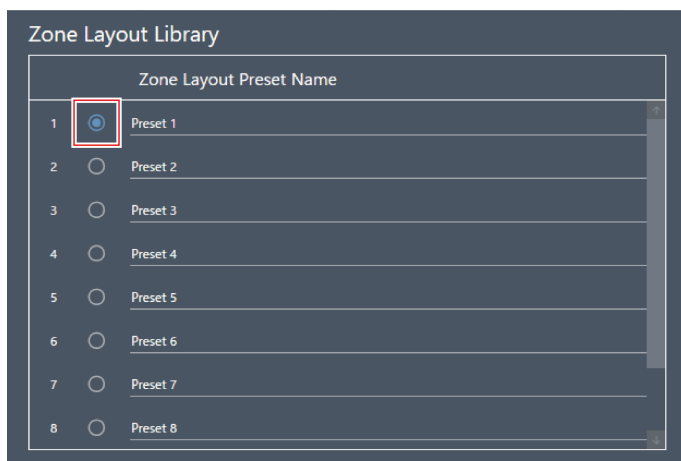 Zone Layout Library
Zone Layout Preset Name
1 Preset 1
2 Preset 2
3 Preset 3
4 Preset 4
5 Preset 5
6 Preset 6
7 Preset 7
8 Preset 8